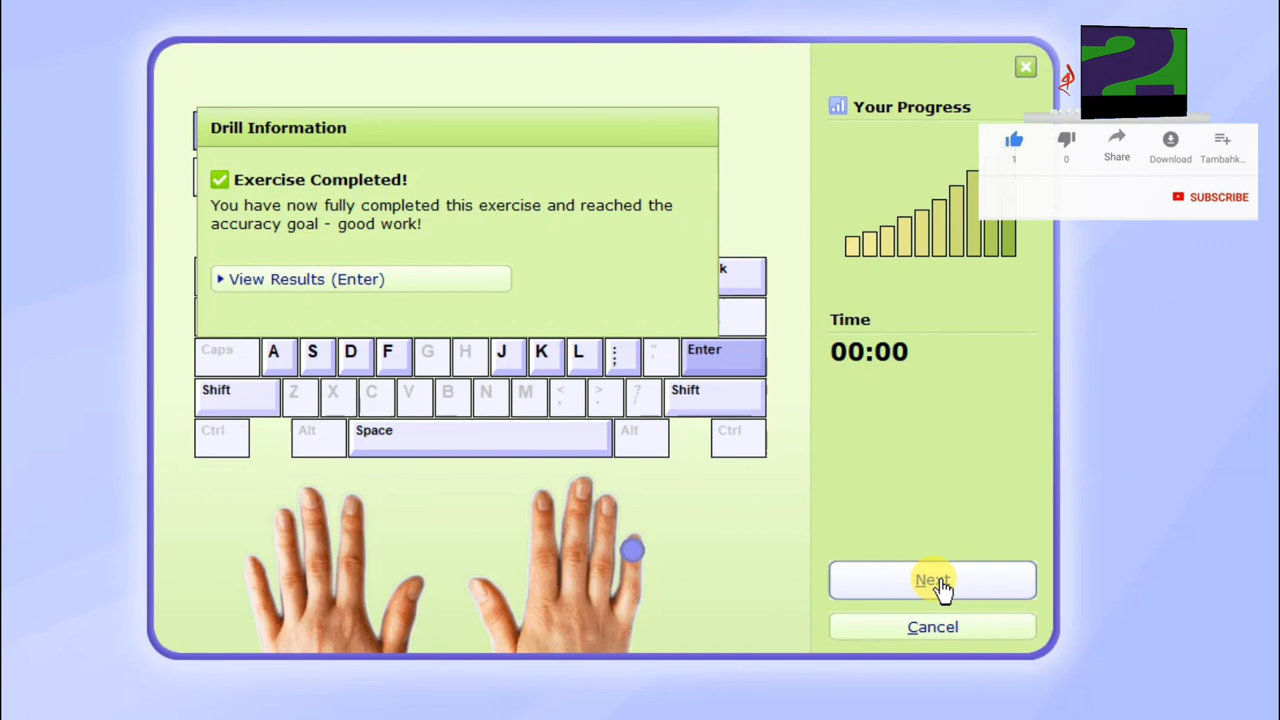 Drill Information
Exercise Completed!
You have now fully completed this exercise and reached the
accuracy goal - good work!
View Results (Enter)
k
Caps A S D F G H J K L ; : " ' Enter
Shift Z X C V B N M < , > . ? / Shift
Ctrl Alt Space Alt Ctrl
Your Progress
Time
00:00
Next
Cancel
2
1 0 Share Download Tambahk...
SUBSCRIBE